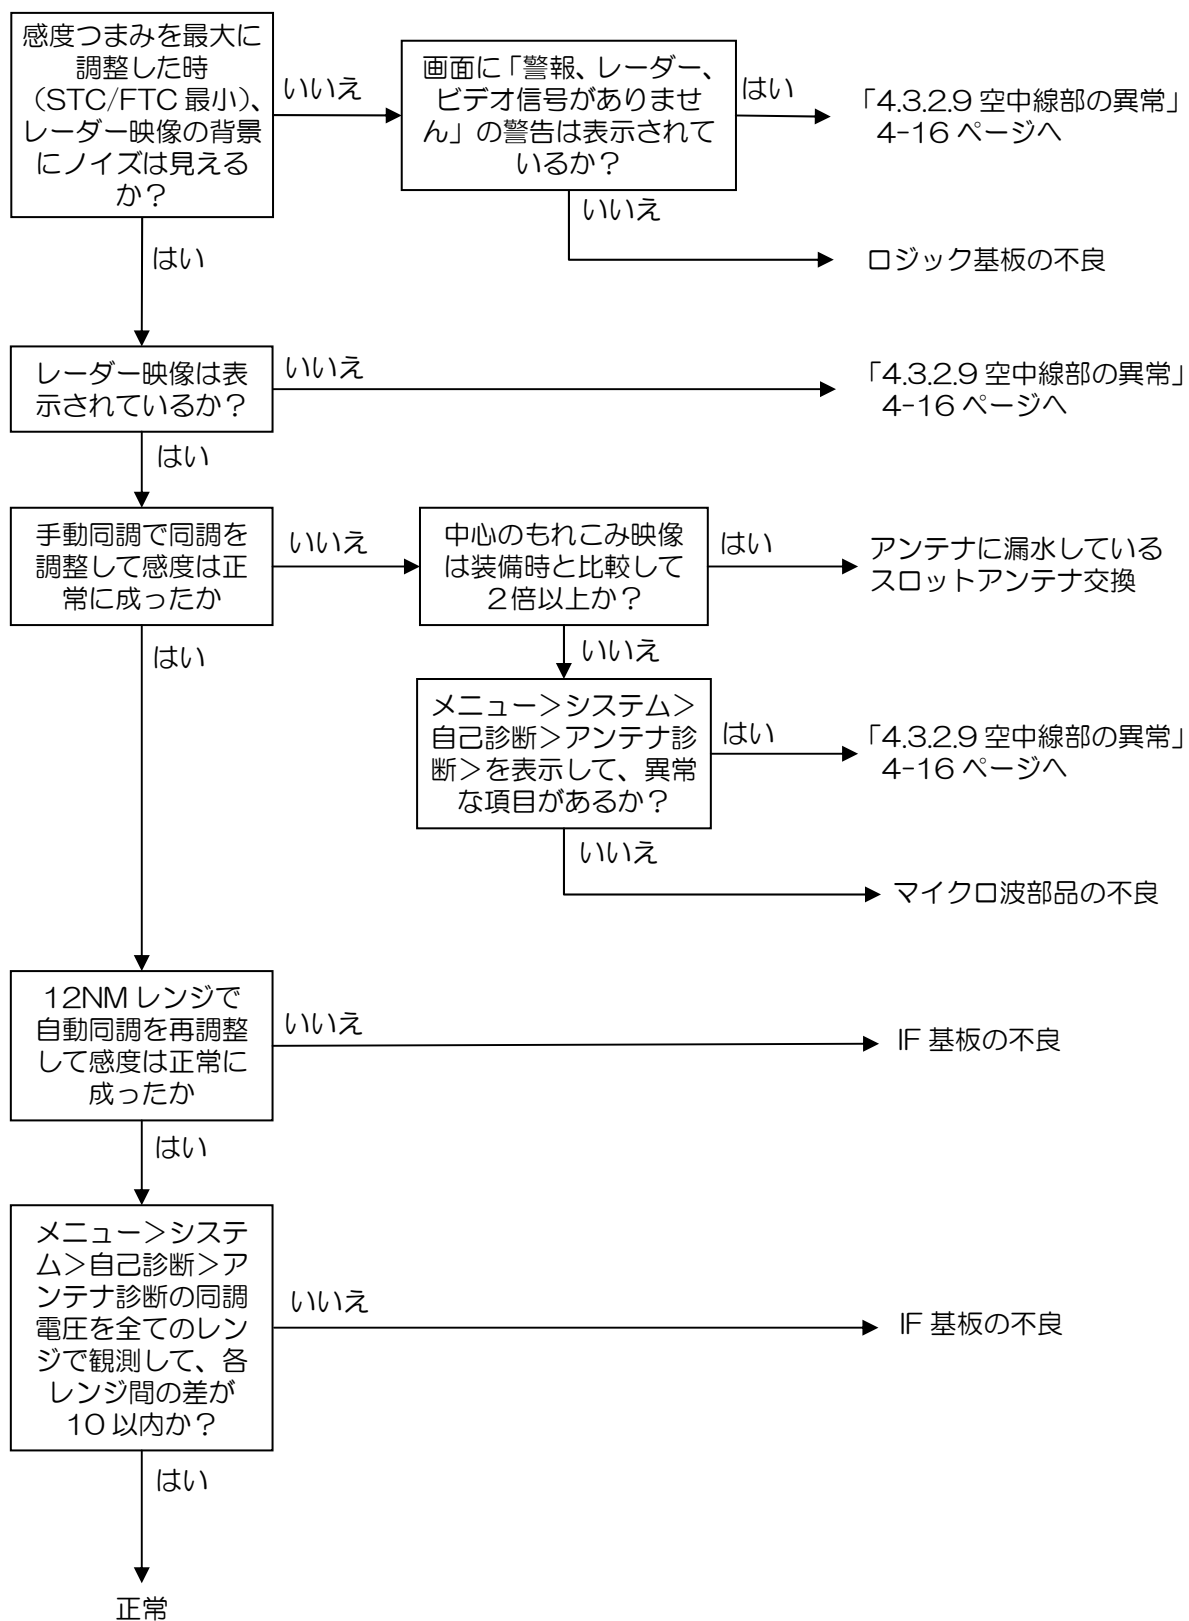 感度つまみを最大に
調整した時
（STC/FTC 最小）、
レーダー映像の背景
にノイズは見える
か？
いいえ
画面に「警報、レーダー、
ビデオ信号がありませ
ん」の警告は表示されて
いるか？
はい
「4.3.2.9 空中線部の異常」
4-16 ページへ
いいえ
ロジック基板の不良
はい
レーダー映像は表
示されているか？
いいえ
「4.3.2.9 空中線部の異常」
4-16 ページへ
はい
手動同調で同調を
調整して感度は正
常に成ったか
いいえ
中心のもれこみ映像
は装備時と比較して
２倍以上か？
はい
アンテナに漏水している
スロットアンテナ交換
いいえ
メニュー＞システム＞
自己診断＞アンテナ診
断＞を表示して、異常
な項目があるか？
はい
「4.3.2.9 空中線部の異常」
4-16 ページへ
いいえ
マイクロ波部品の不良
はい
12NM レンジで
自動同調を再調整
して感度は正常に
成ったか
いいえ
IF 基板の不良
はい
メニュー＞システ
ム＞自己診断＞ア
ンテナ診断の同調
電圧を全てのレン
ジで観測して、各
レンジ間の差が
10 以内か？
いいえ
IF 基板の不良
はい
正常